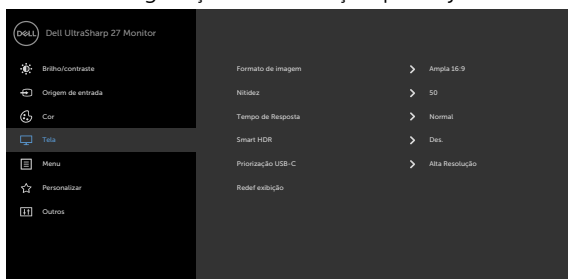 DELL Dell UltraSharp 27 Monitor
Brilho/contraste Formato de imagem Ampla 16:9
Origem de entrada Nitidez 50
Cor Tempo de Resposta Normal
Tela Smart HDR Des.
Menu Priorização USB-C Alta Resolução
Personalizar Redef exibição
Outros